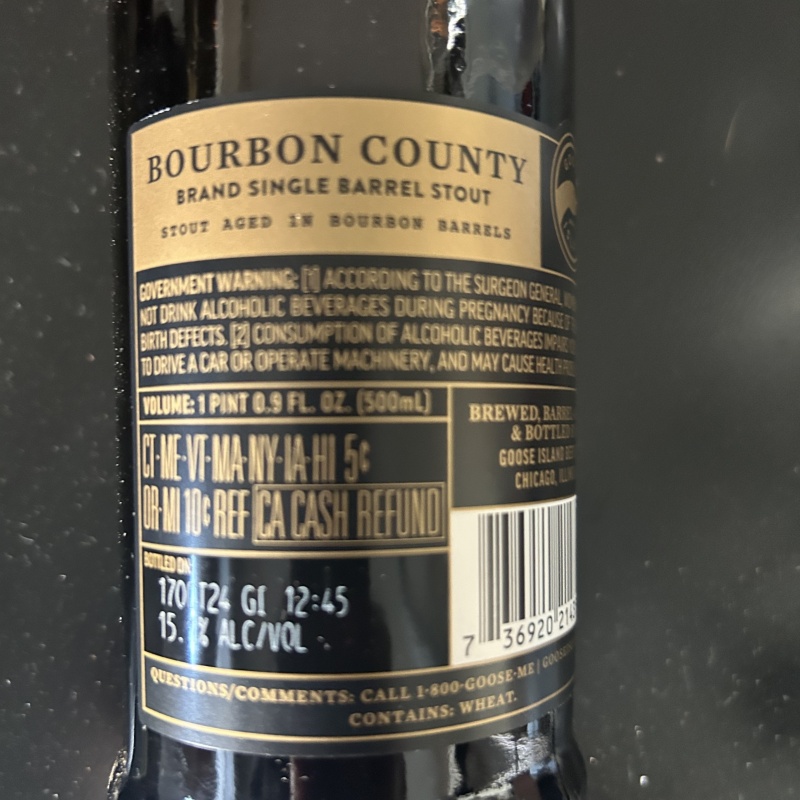 BOURBON COUNTY
BRAND SINGLE BARREL STOUT
STOUT AGED IN BOURBON BARRELS
GOVERNMENT WARNING: [1] ACCORDING TO THE SURGEON GENERAL
NOT DRINK ALCOHOLIC BEVERAGES DURING PREGNANCY BECAUSE OF
BIRTH DEFECTS. [2] CONSUMPTION OF ALCOHOLIC BEVERAGES
TO DRIVE A CAR OR OPERATE MACHINERY, AND MAY CAUSE
VOLUME: 1 PINT 0.9 FL. OZ. (500mL)
CT·ME·VT·MA·NY·IA·HI 5¢
OR·MI 10¢ REF CA CASH REFUND
BREWED,
& BOTTLED
GOOSE ISLAND
CHICAGO,
BOTTLED ON
T24 GI 12:45
% ALC/VOL
7 36920
QUESTIONS/COMMENTS: CALL 1-800-GOOSE-ME |
CONTAINS: WHEAT.